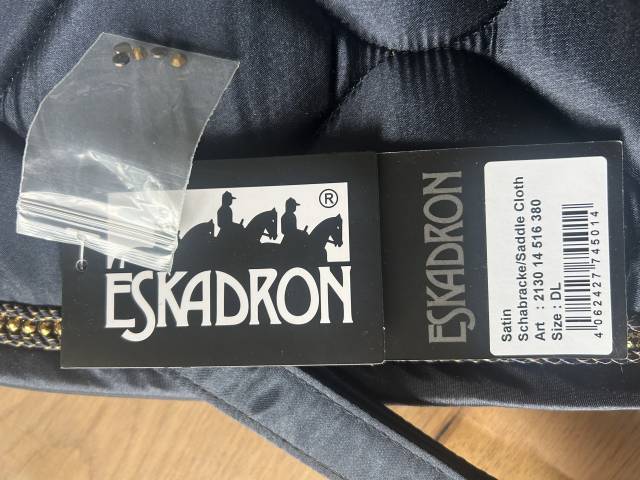 ®
ESKADRON
ESKADRON
Satin
Schabracke/Saddle Cloth
Art : 2130 14 516 380
Size : DL
4 062427 745014